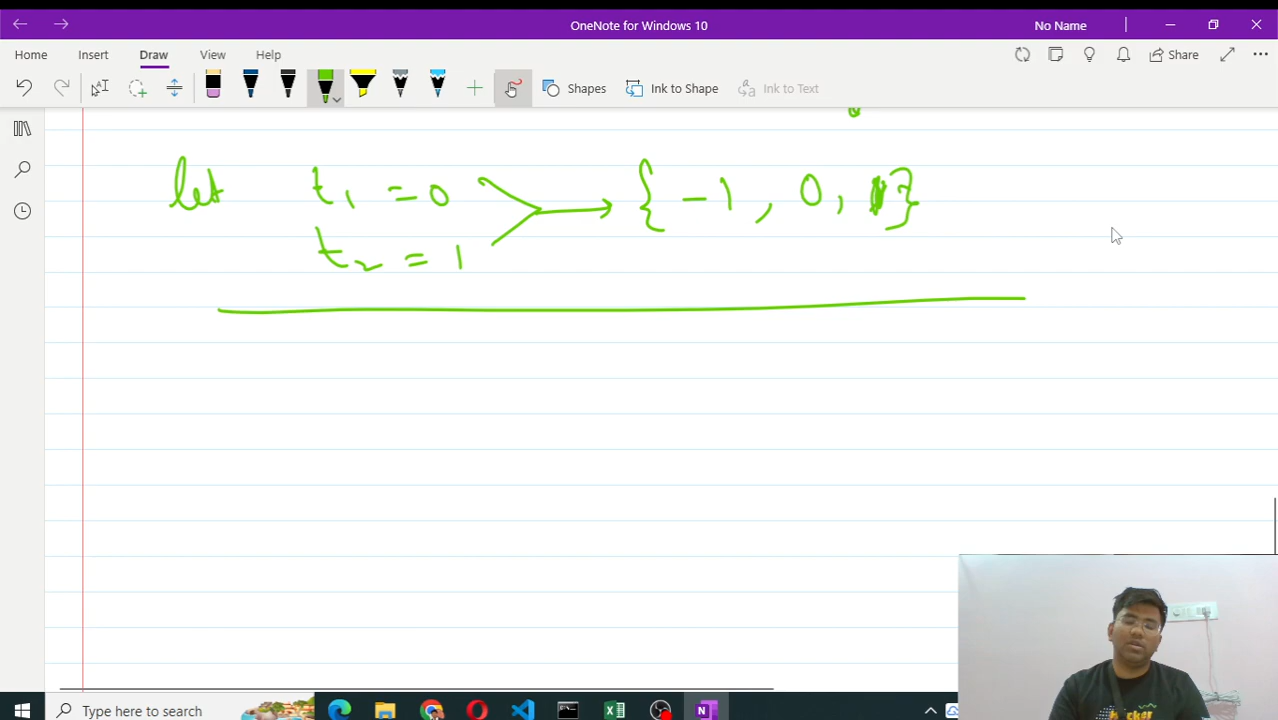 OneNote for Windows 10
No Name
Home Insert Draw View Help
Share
Shapes Ink to Shape Ink to Text
let t₁ = 0 → { -1, 0, 1 }
t₂ = 1
Type here to search